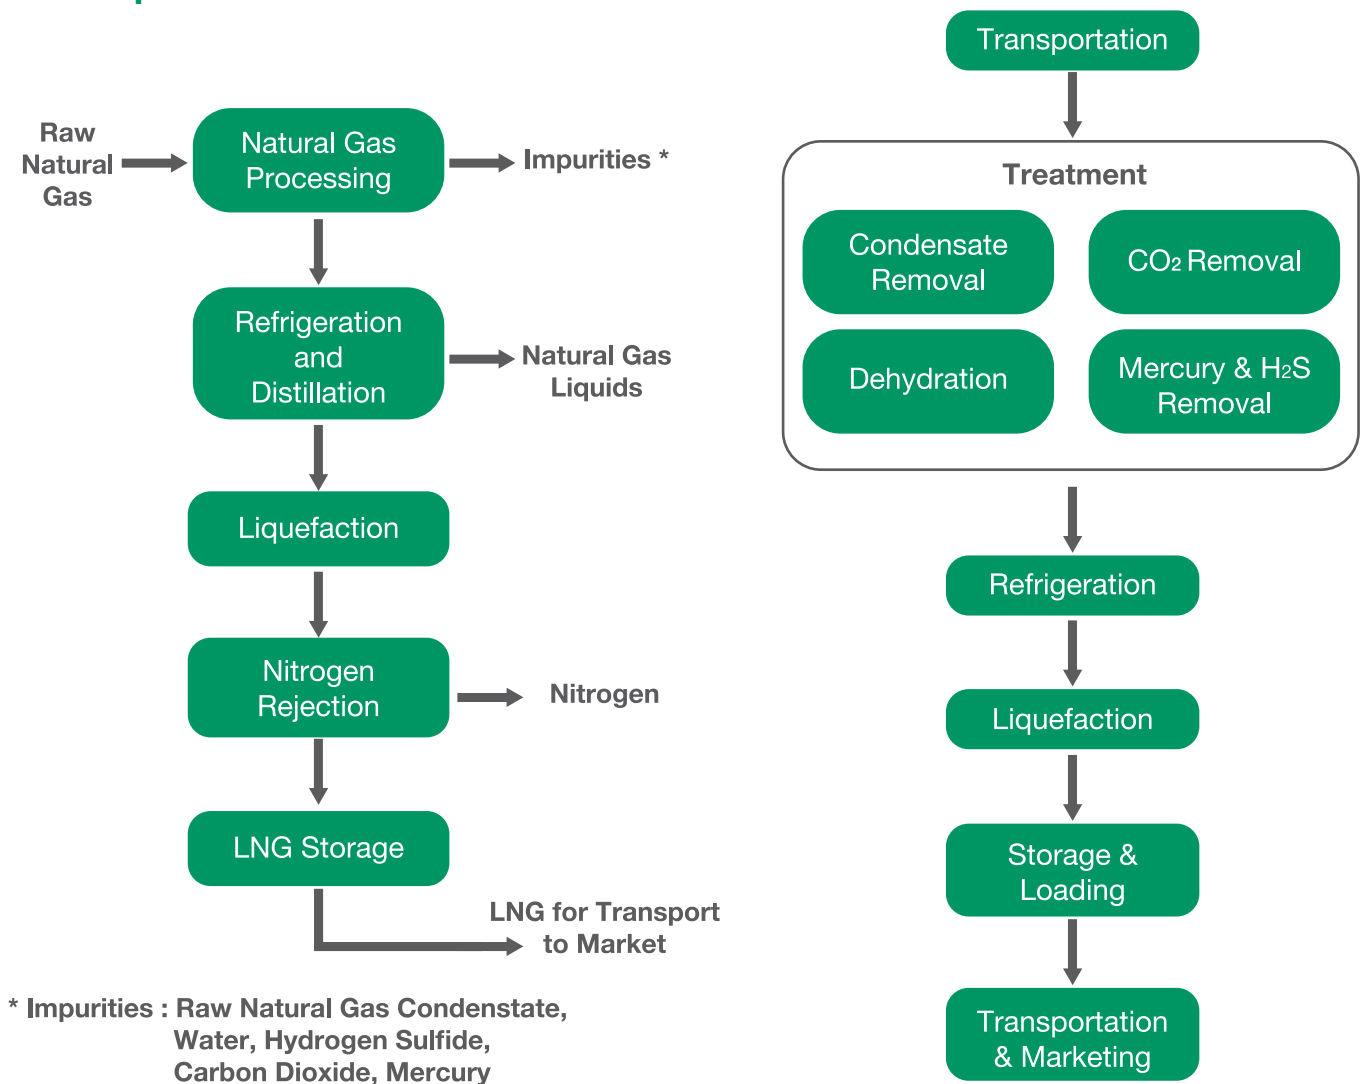 Raw
Natural
Gas
Natural Gas
Processing
Impurities *
Refrigeration
and
Distillation
Natural Gas
Liquids
Liquefaction
Nitrogen
Rejection
Nitrogen
LNG Storage
LNG for Transport
to Market
* Impurities : Raw Natural Gas Condenstate,
Water, Hydrogen Sulfide,
Carbon Dioxide, Mercury
Transportation
Treatment
Condensate
Removal
CO2 Removal
Dehydration
Mercury & H2S
Removal
Refrigeration
Liquefaction
Storage &
Loading
Transportation
& Marketing